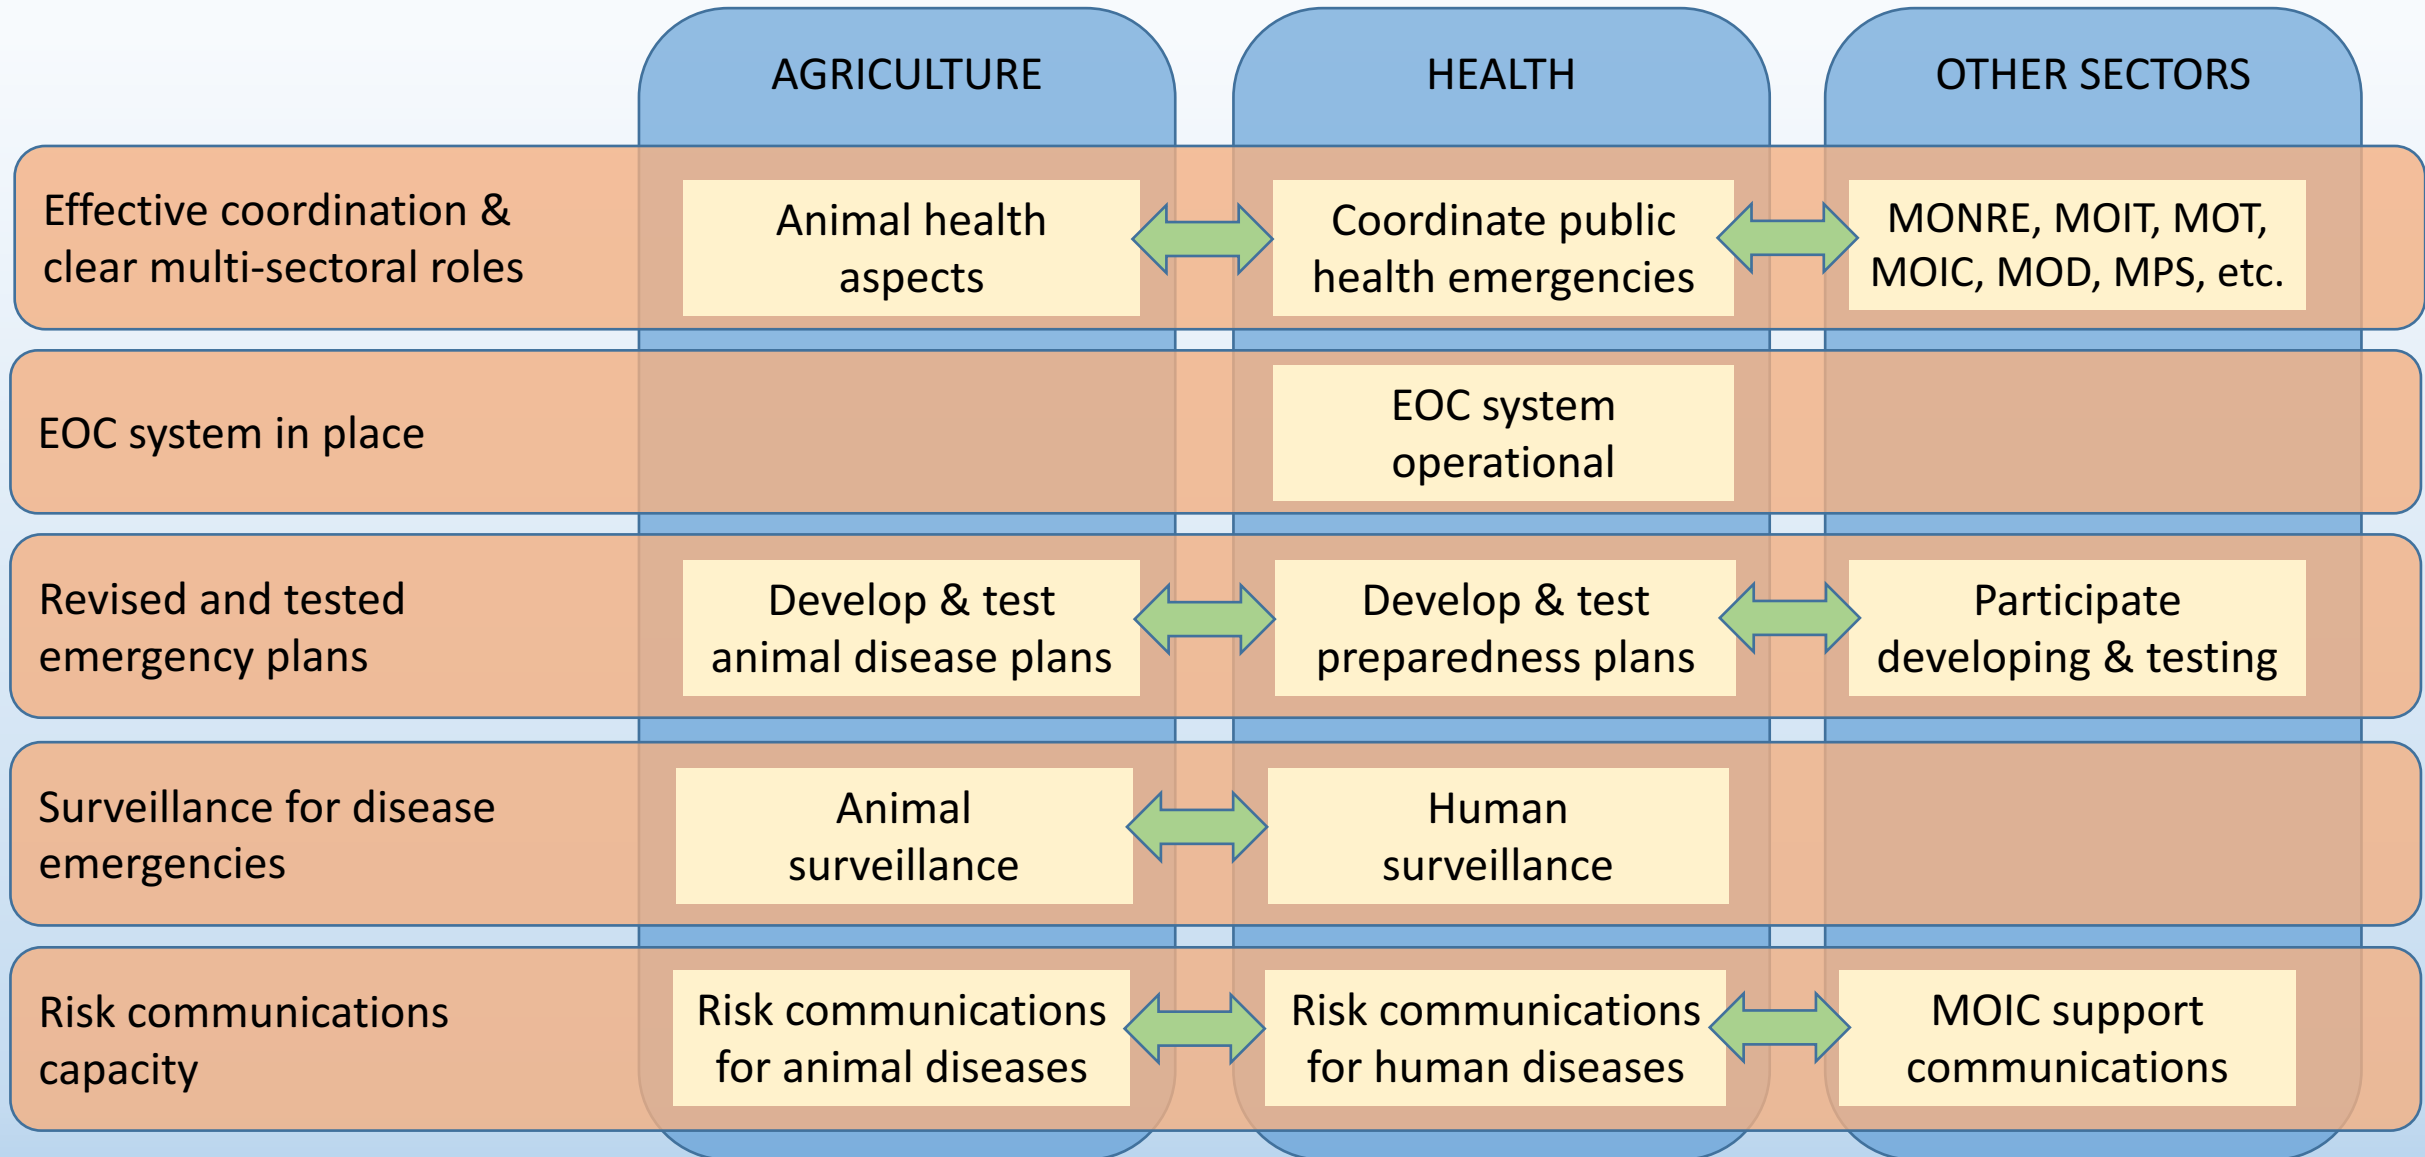 AGRICULTURE
HEALTH
OTHER SECTORS
Effective coordination &
clear multi-sectoral roles
Animal health
aspects
Coordinate public
health emergencies
MONRE, MOIT, MOT,
MOIC, MOD, MPS, etc.
EOC system in place
EOC system
operational
Revised and tested
emergency plans
Develop & test
animal disease plans
Develop & test
preparedness plans
Participate
developing & testing
Surveillance for disease
emergencies
Animal
surveillance
Human
surveillance
Risk communications
capacity
Risk communications
for animal diseases
Risk communications
for human diseases
MOIC support
communications